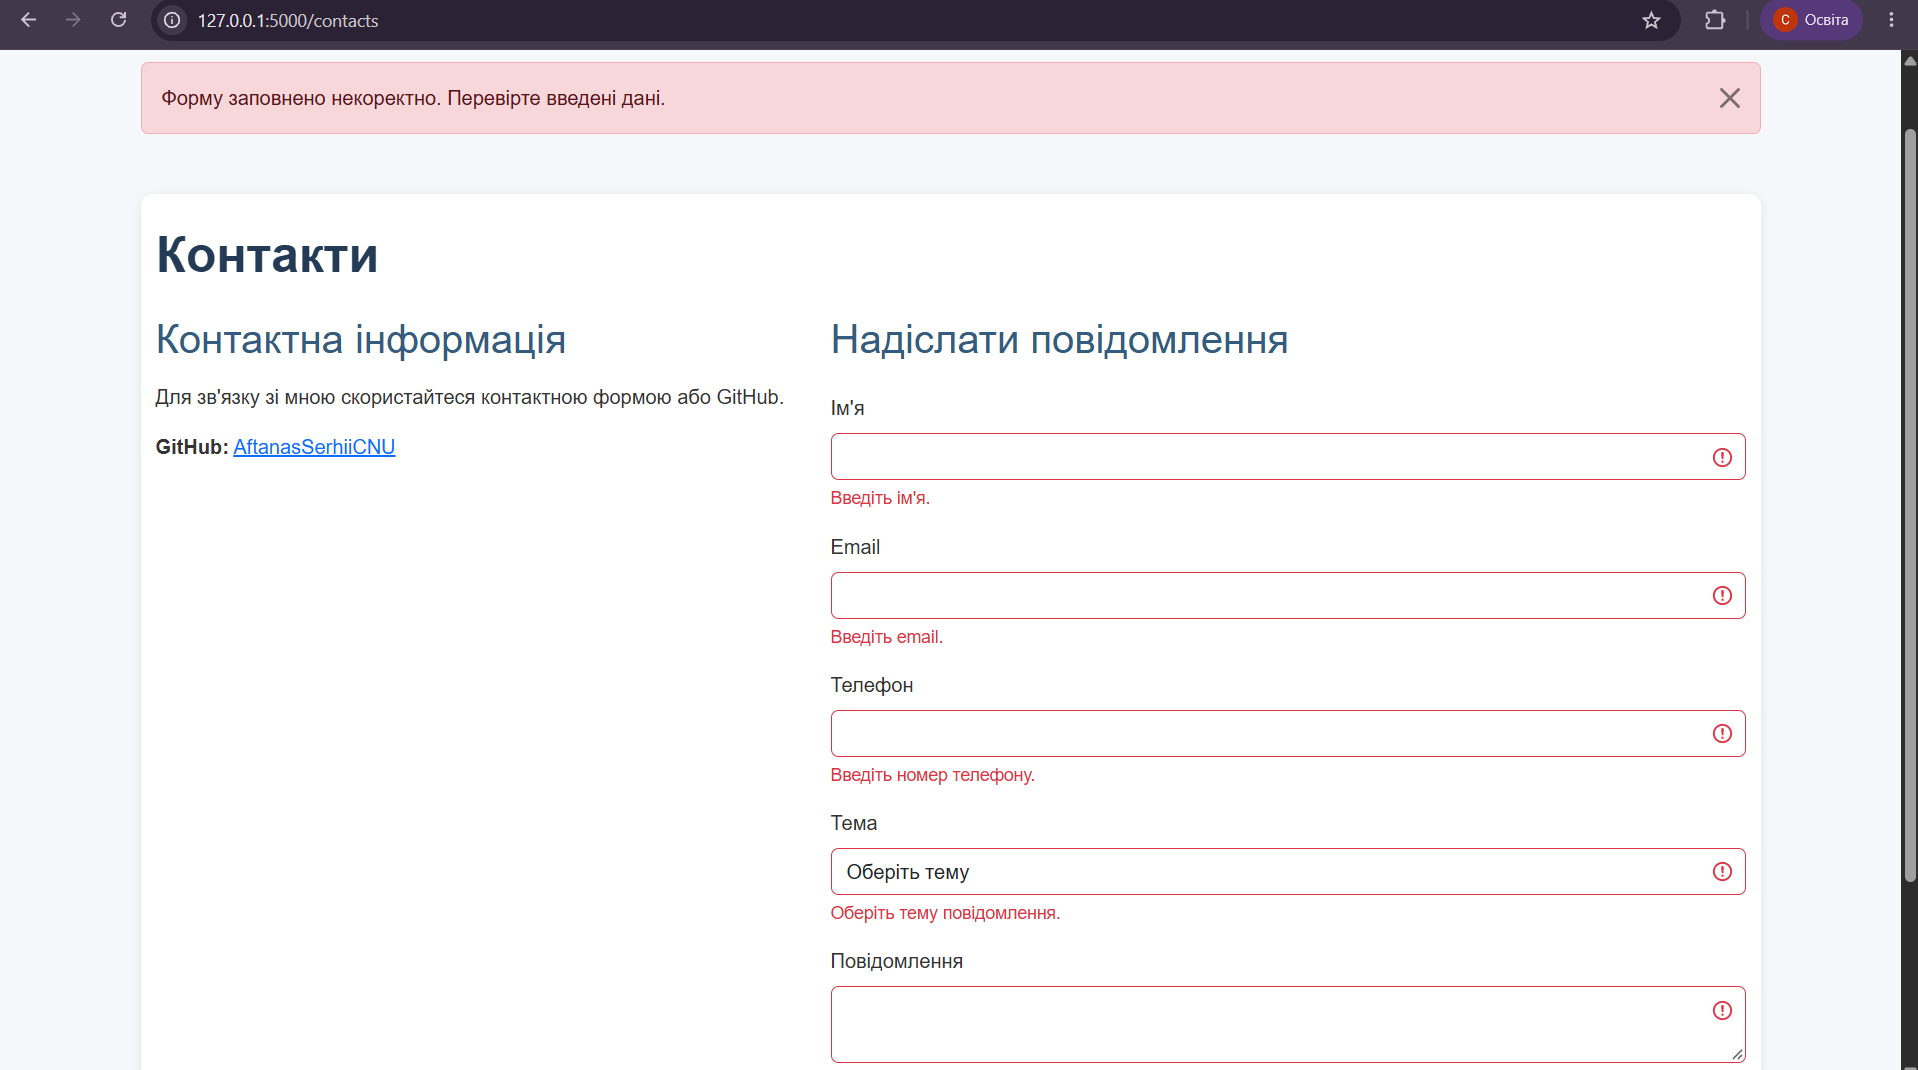 127.0.0.1:5000/contacts
С Освіта
Форму заповнено некоректно. Перевірте введені дані.
Контакти
Контактна інформація
Для зв'язку зі мною скористайтеся контактною формою або GitHub.
GitHub: AftanasSerhiiCNU
Надіслати повідомлення
Ім'я
Введіть ім'я.
Email
Введіть email.
Телефон
Введіть номер телефону.
Тема
Оберіть тему
Оберіть тему повідомлення.
Повідомлення